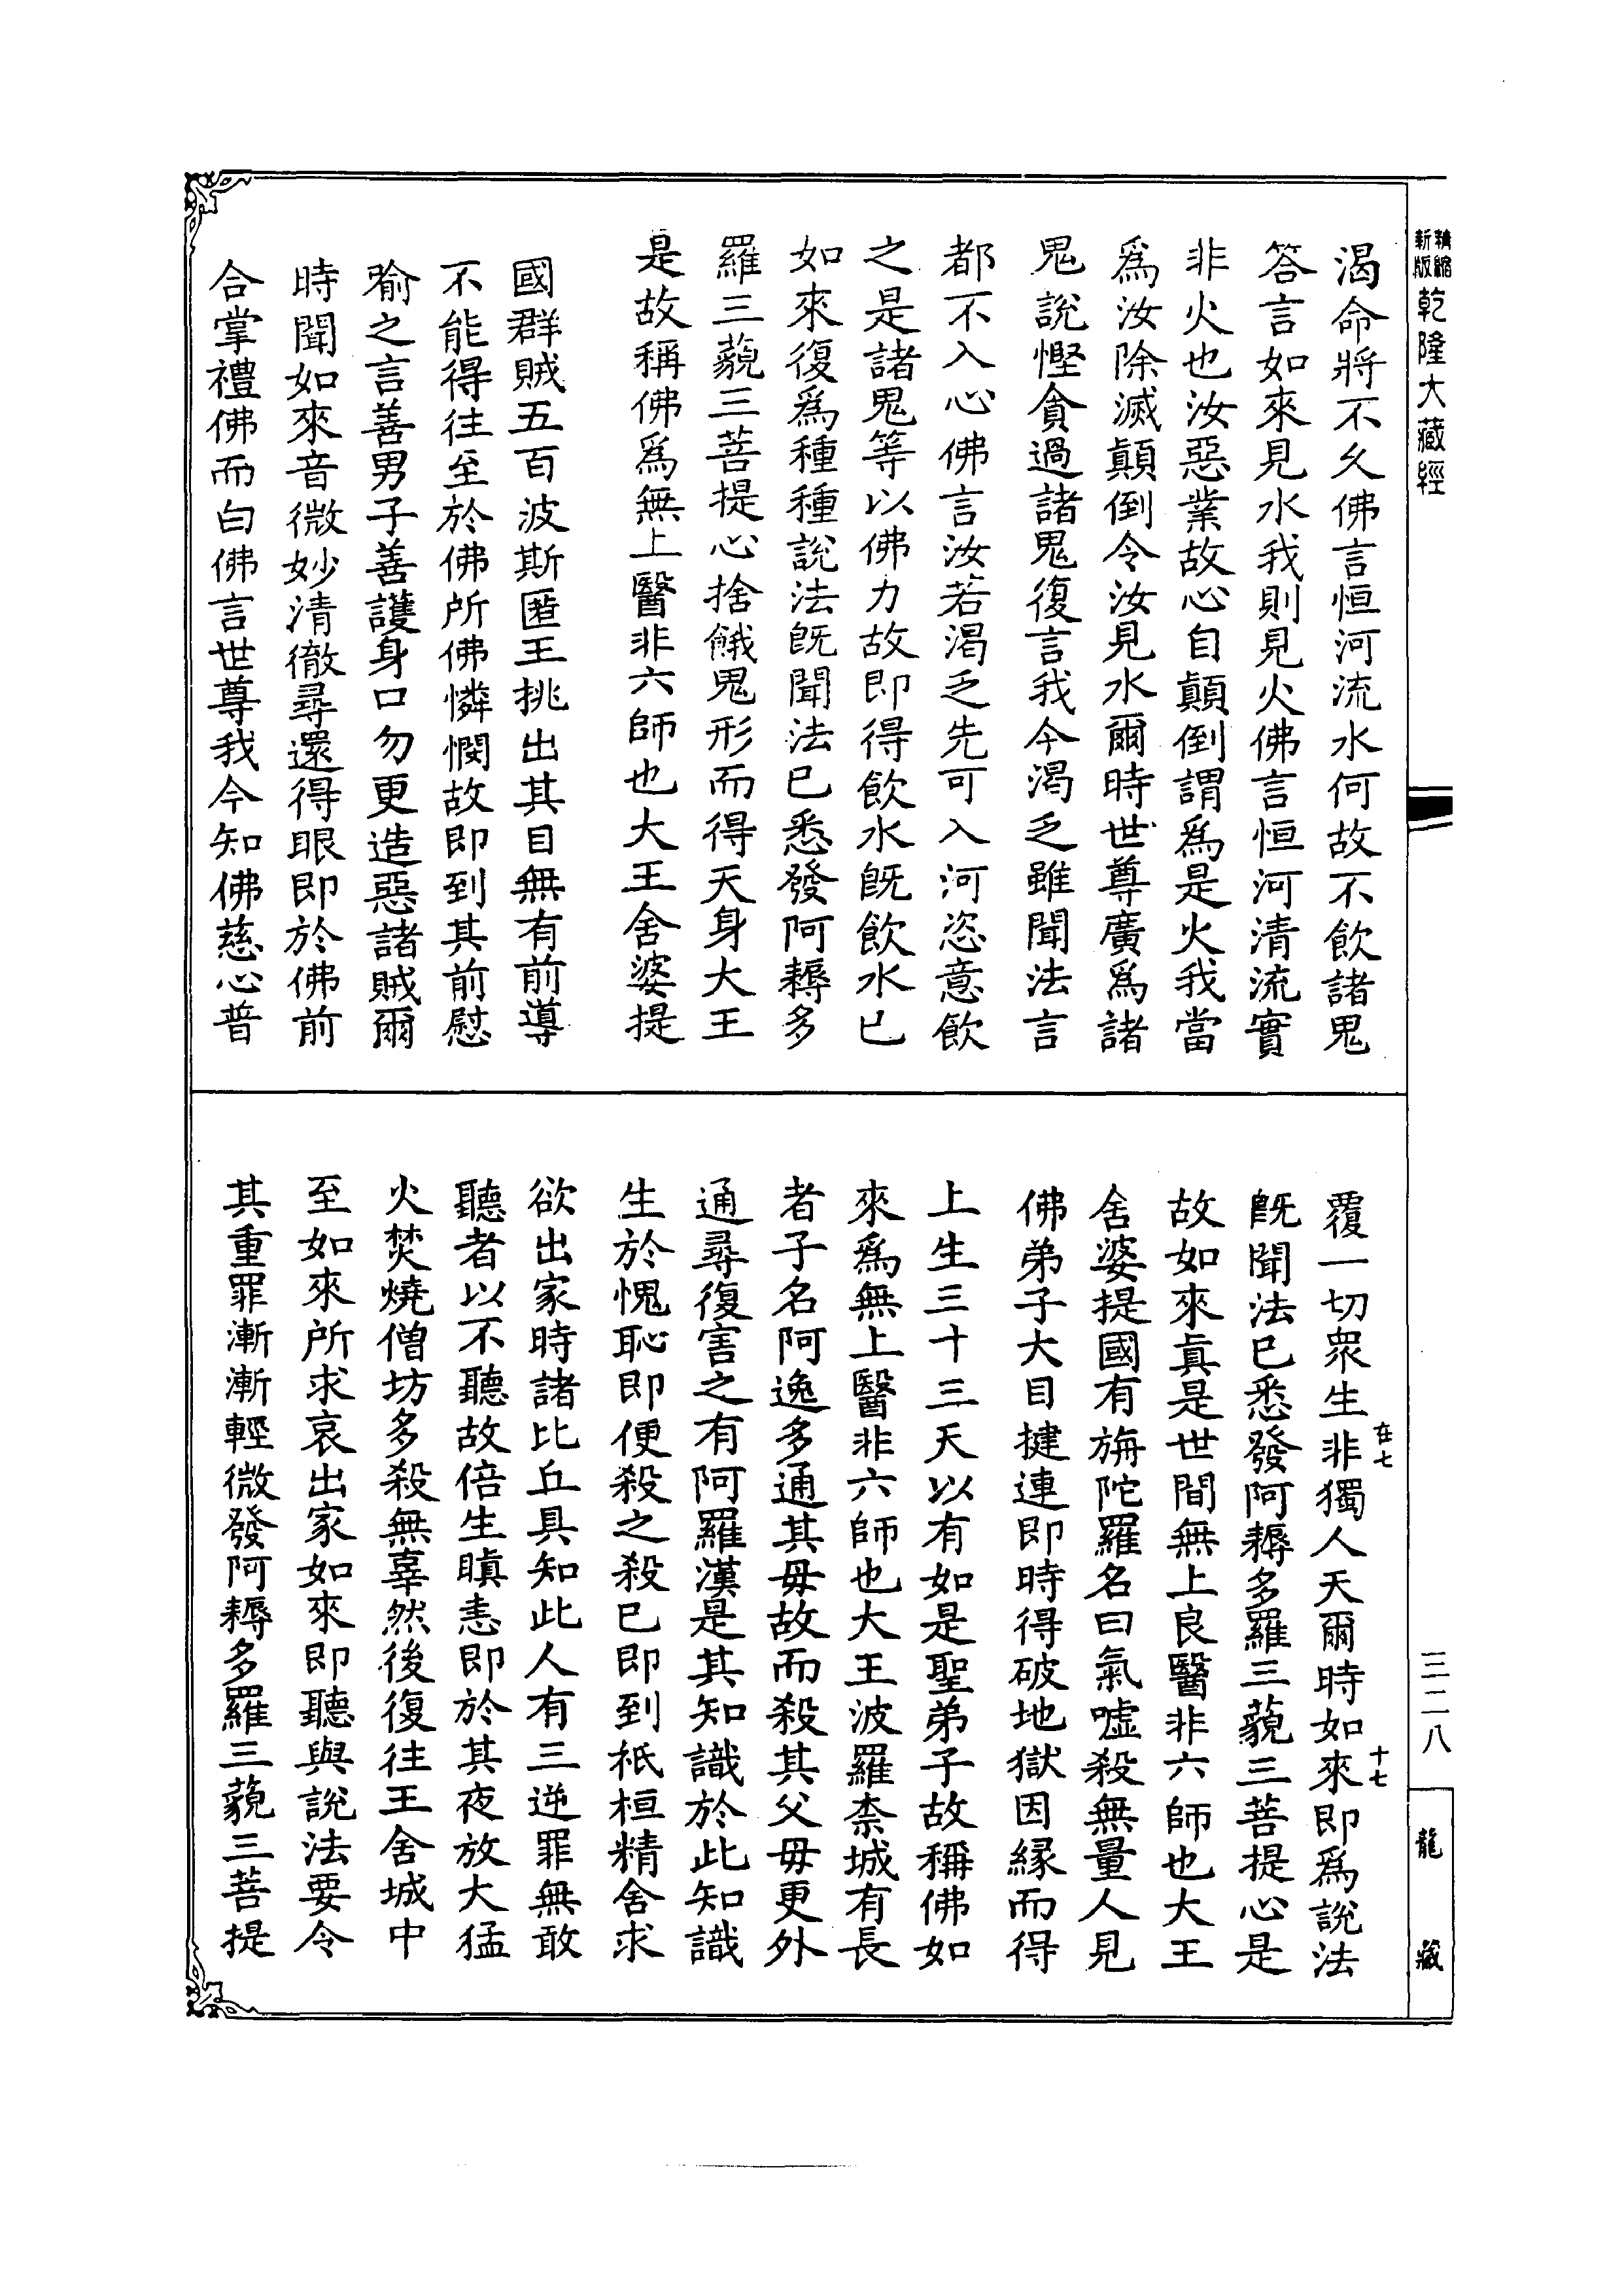 精縮
新版
乾隆大藏經
渴命將不久佛言恒河流水何故不飲諸鬼
答言如來見水我則見火佛言恒河清流實
非火也汝惡業故心自顛倒謂爲是火我當
爲汝除滅顛倒令汝見水爾時世尊廣爲諸
鬼說慳貪過諸鬼復言我今渴乏雖聞法言
都不入心佛言汝若渴乏先可入河恣意飲
之是諸鬼等以佛力故即得飲水既飲水已
如來復爲種種說法既聞法已悉發阿耨多
羅三藐三菩提心捨餓鬼形而得天身大王
是故稱佛爲無上醫非六師也大王舍婆提
國群賊五百波斯匿王挑出其目無有前導
不能得往至於佛所佛憐愍故即到其前慰
喻之言善男子善護身口勿更造惡諸賊爾
時聞如來音微妙清徹尋還得眼即於佛前
合掌禮佛而白佛言世尊我今知佛慈心普
覆一切衆生非獨人天爾時如來即爲說法
既聞法已悉發阿耨多羅三藐三菩提心是
故如來真是世間無上良醫非六師也大王
舍婆提國有旃陀羅名曰氣噓殺無量人見
佛弟子大目揵連即時得破地獄因緣而得
上生三十三天以有如是聖弟子故稱佛如
來爲無上醫非六師也大王波羅柰城有長
者子名阿逸多通其母故而殺其父母更外
通尋復害之有阿羅漢是其知識於此知識
生於愧恥即便殺之殺已即到祇桓精舍求
欲出家時諸比丘具知此人有三逆罪無敢
聽者以不聽故倍生瞋恚即於其夜放大猛
火焚燒僧坊多殺無辜然後復往王舍城中
至如來所求哀出家如來即聽與說法要令
其重罪漸漸輕微發阿耨多羅三藐三菩提
在七
十七
三二八
龍藏